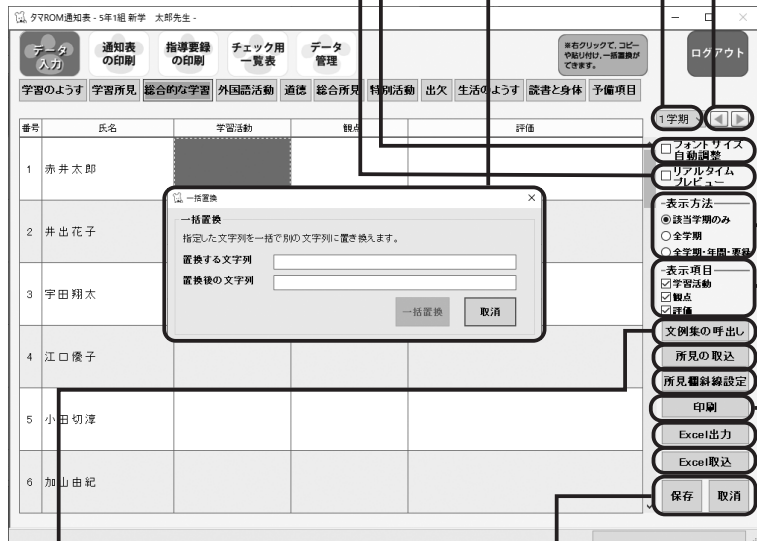 タマROM通知表 - 5年1組 新学　太郎先生 -
データ
入力
通知表
の印刷
指導要録
の印刷
チェック用
一覧表
データ
管理
※右クリックで、コピー
や貼り付け、一括置換が
できます。
ログアウト
学習のようす 学習所見 総合的な学習 外国語活動 道徳 総合所見 特別活動 出欠 生活のようす 読書と身体 予備項目
1学期
番号 氏名 学習活動 観点 評価
1 赤井太郎
2 井出花子
3 宇田翔太
4 江口優子
5 小田切淳
6 加山由紀
一括置換
一括置換
指定した文字列を一括で別の文字列に置き換えます。
置換する文字列
置換後の文字列
一括置換 取消
フォントサイズ
自動調整
リアルタイム
プレビュー
表示方法
該当学期のみ
全学期
全学期・年間・要録
表示項目
学習活動
観点
評価
文例集の呼出し
所見の取込
所見欄斜線設定
印刷
Excel出力
Excel取込
保存 取消